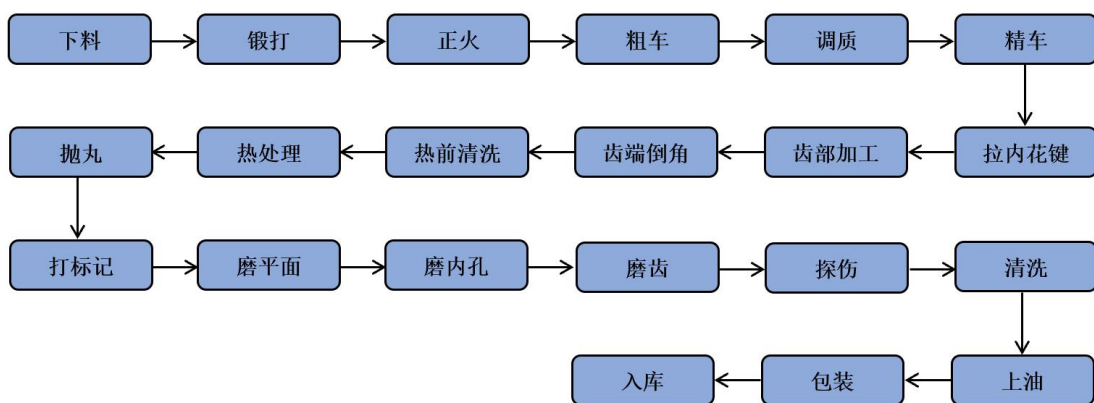 下料 锻打 正火 粗车 调质 精车
抛丸 热处理 热前清洗 齿端倒角 齿部加工 拉内花键
打标记 磨平面 磨内孔 磨齿 探伤 清洗
入库 包装 上油